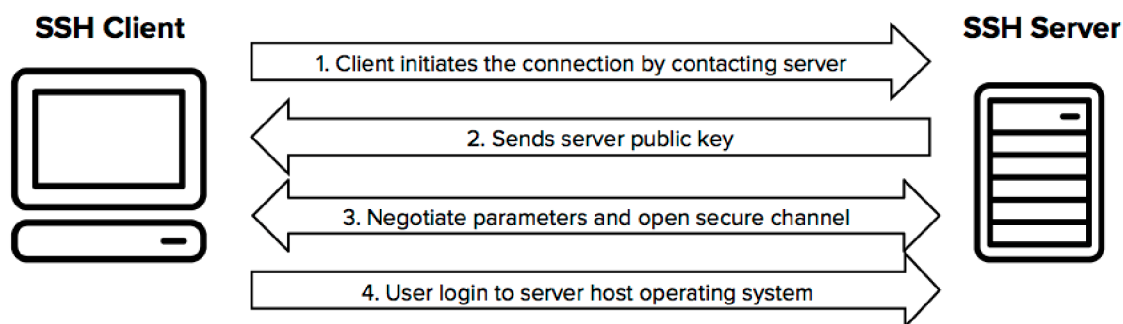 SSH Client
SSH Server
1. Client initiates the connection by contacting server
2. Sends server public key
3. Negotiate parameters and open secure channel
4. User login to server host operating system